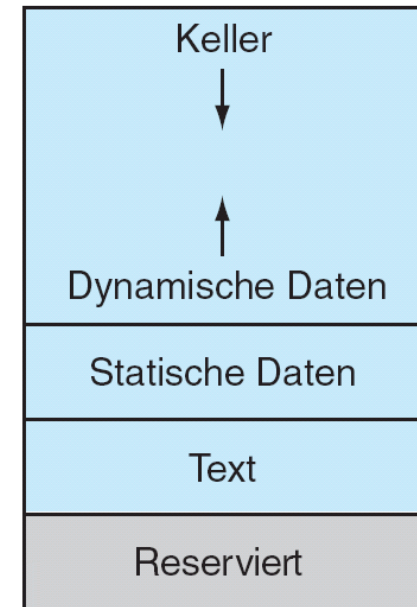 Keller
Dynamische Daten
Statische Daten
Text
Reserviert